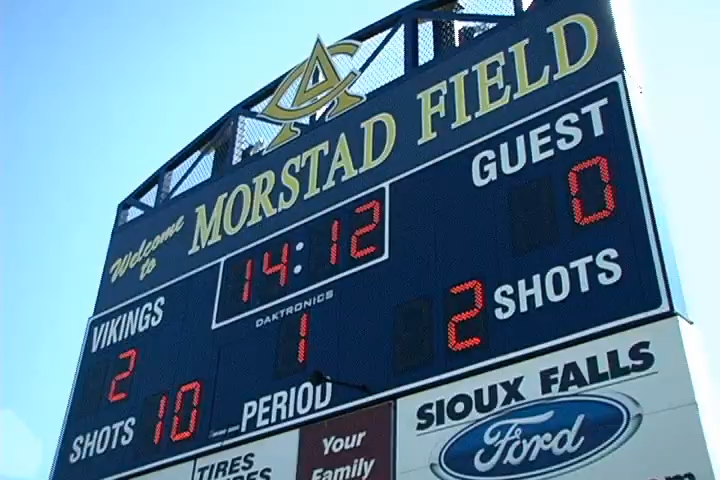 Welcome
to
MORSTAD FIELD
14:12
GUEST
0
DAKTRONICS
VIKINGS
2
1
2 SHOTS
SHOTS 10
PERIOD
SIOUX FALLS
Ford
TIRES
Your
Family